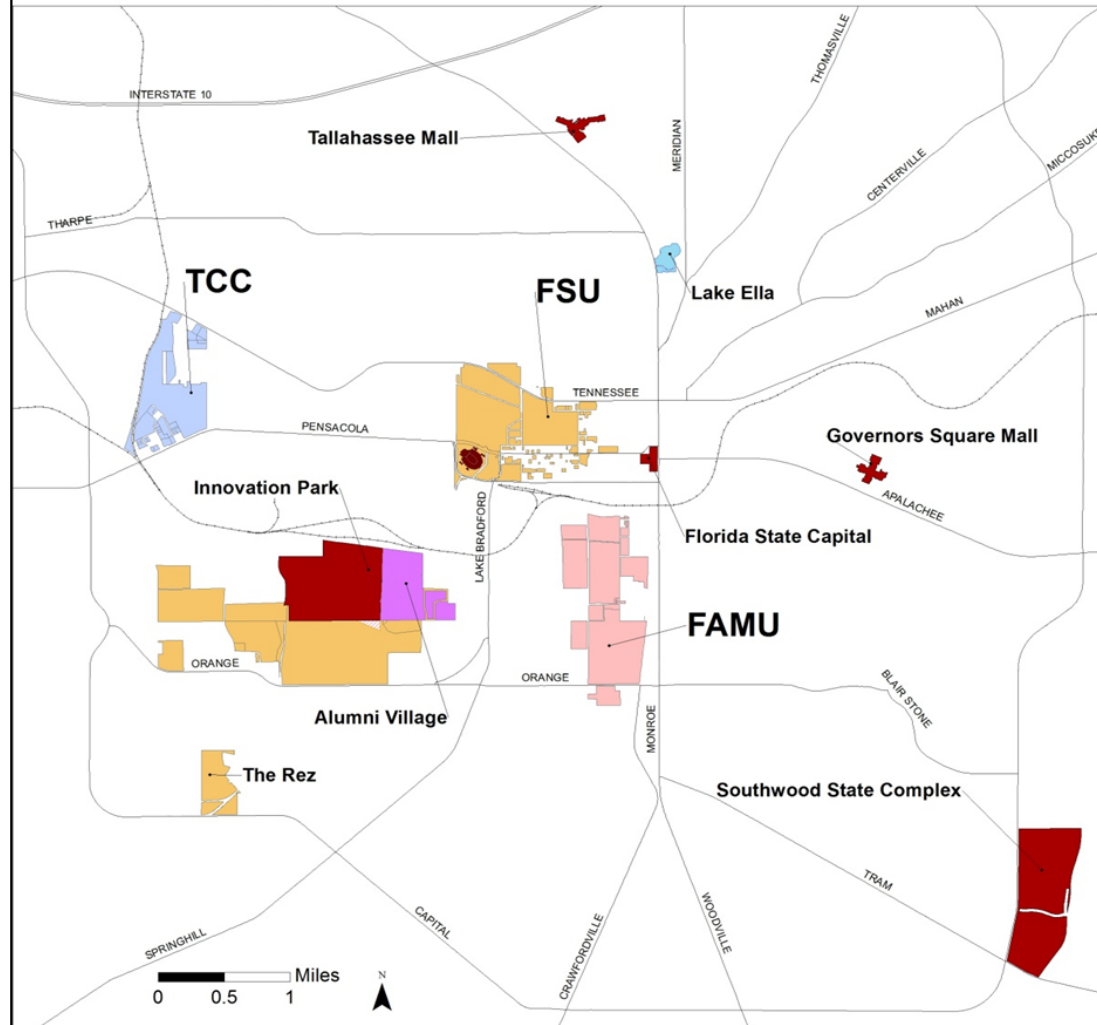 INTERSTATE 10
Tallahassee Mall
MERIDIAN
THOMASVILLE
CENTERVILLE
MICCOSUKE
THARPE
TCC
FSU
Lake Ella
MAHAN
TENNESSEE
PENSACOLA
Governors Square Mall
APALACHEE
Innovation Park
LAKE BRADFORD
Florida State Capital
FAMU
ORANGE
ORANGE
BLAIR STONE
Alumni Village
MONROE
The Rez
Southwood State Complex
TRAM
CAPITAL
WOODVILLE
SPRINGHILL
CRAWFORDVILLE
Miles
0 0.5 1
N